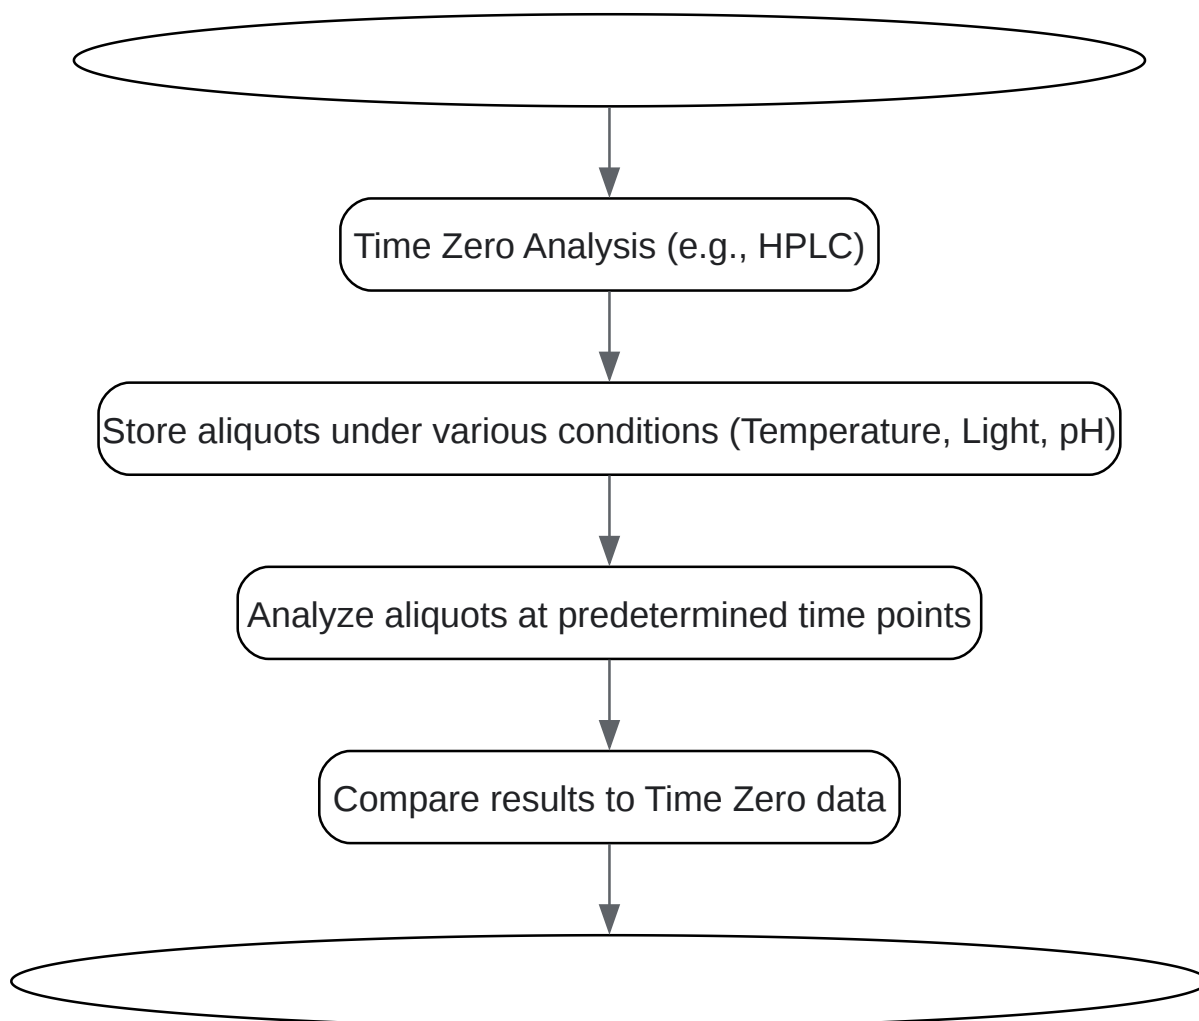 Time Zero Analysis (e.g., HPLC)
Store aliquots under various conditions (Temperature, Light, pH)
Analyze aliquots at predetermined time points
Compare results to Time Zero data